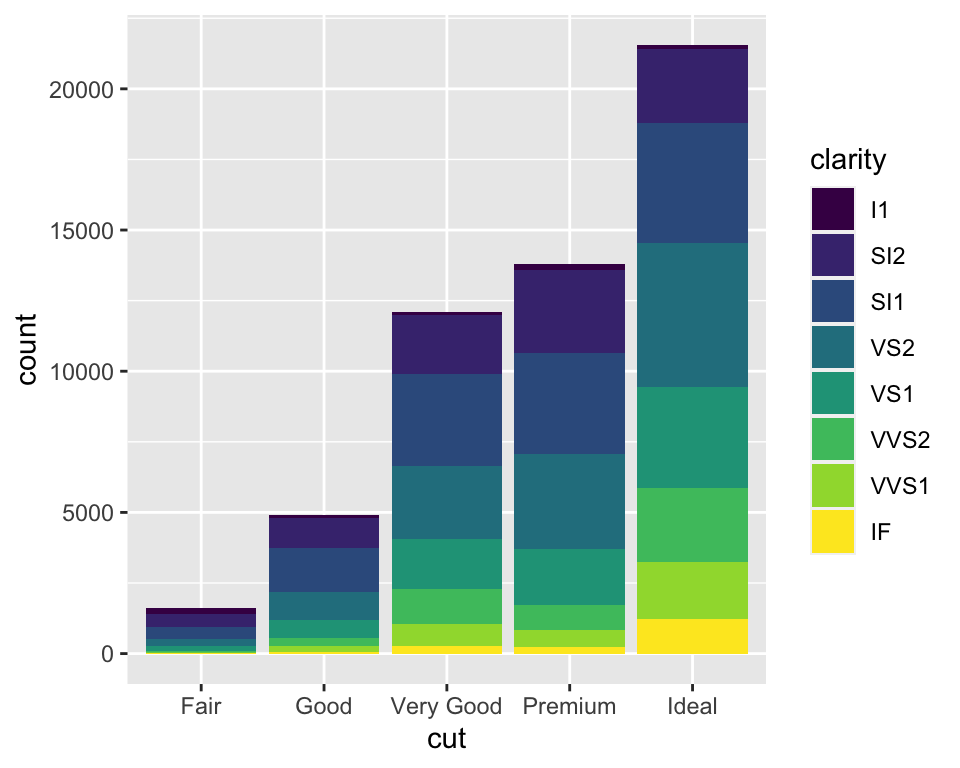 20000
15000
10000
5000
0
count
Fair Good Very Good Premium Ideal
cut
clarity
I1
SI2
SI1
VS2
VS1
VVS2
VVS1
IF